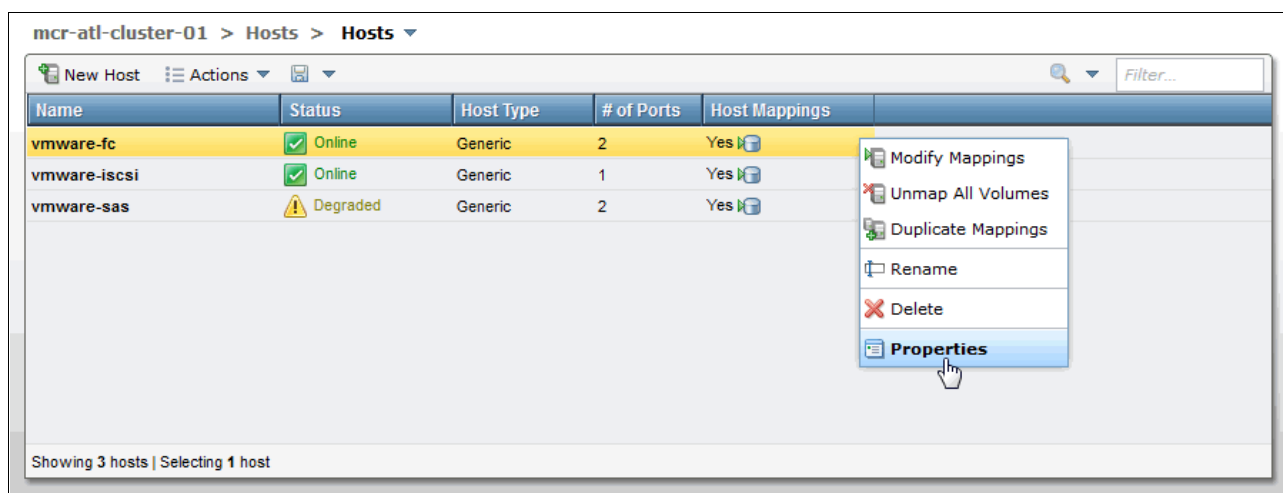 mcr-atl-cluster-01 > Hosts > Hosts
New Host Actions Filter...
Name Status Host Type # of Ports Host Mappings
vmware-fc Online Generic 2 Yes
vmware-iscsi Online Generic 1 Yes
vmware-sas Degraded Generic 2 Yes
Modify Mappings
Unmap All Volumes
Duplicate Mappings
Rename
Delete
Properties
Showing 3 hosts | Selecting 1 host